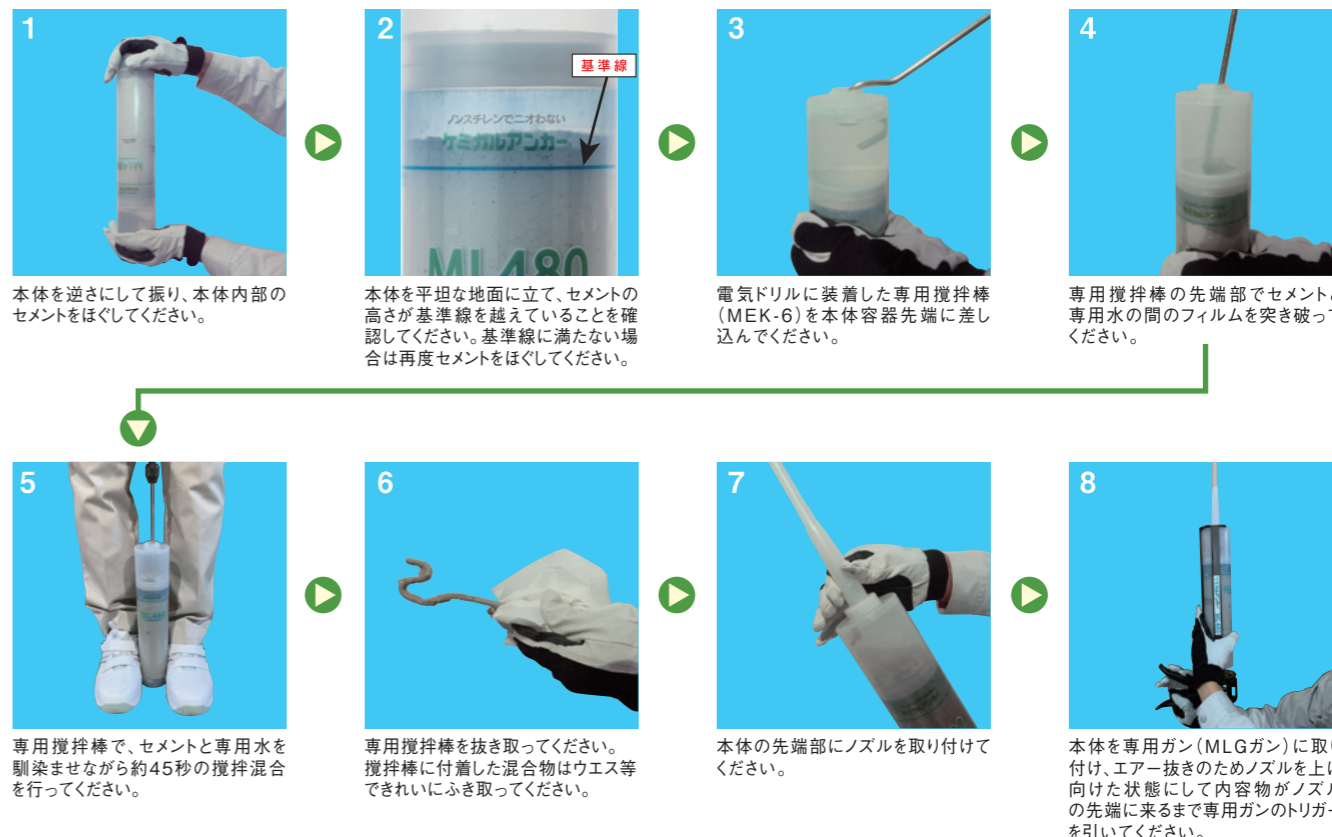 1
本体を逆さにして振り、本体内部の
セメントをほぐしてください。
2
基準線
ノンスチレンでニオわない
ケミカルアンカー
ML480
本体を平坦な地面に立て、セメントの
高さが基準線を越えていることを確
認してください。基準線に満たない場
合は再度セメントをほぐしてください。
3
電気ドリルに装着した専用撹拌棒
(MEK-6)を本体容器先端に差し
込んでください。
4
専用撹拌棒の先端部でセメント
専用水の間のフィルムを突き破っ
ください。
5
専用撹拌棒で、セメントと専用水を
馴染ませながら約45秒の撹拌混合
を行ってください。
6
専用撹拌棒を抜き取ってください。
撹拌棒に付着した混合物はウエス等
できれいにふき取ってください。
7
本体の先端部にノズルを取り付けて
ください。
8
本体を専用ガン(MLGガン)に取
付け、エアー抜きのためノズルを上
向けた状態にして内容物がノズル
の先端に来るまで専用ガンのトリガー
を引いてください。